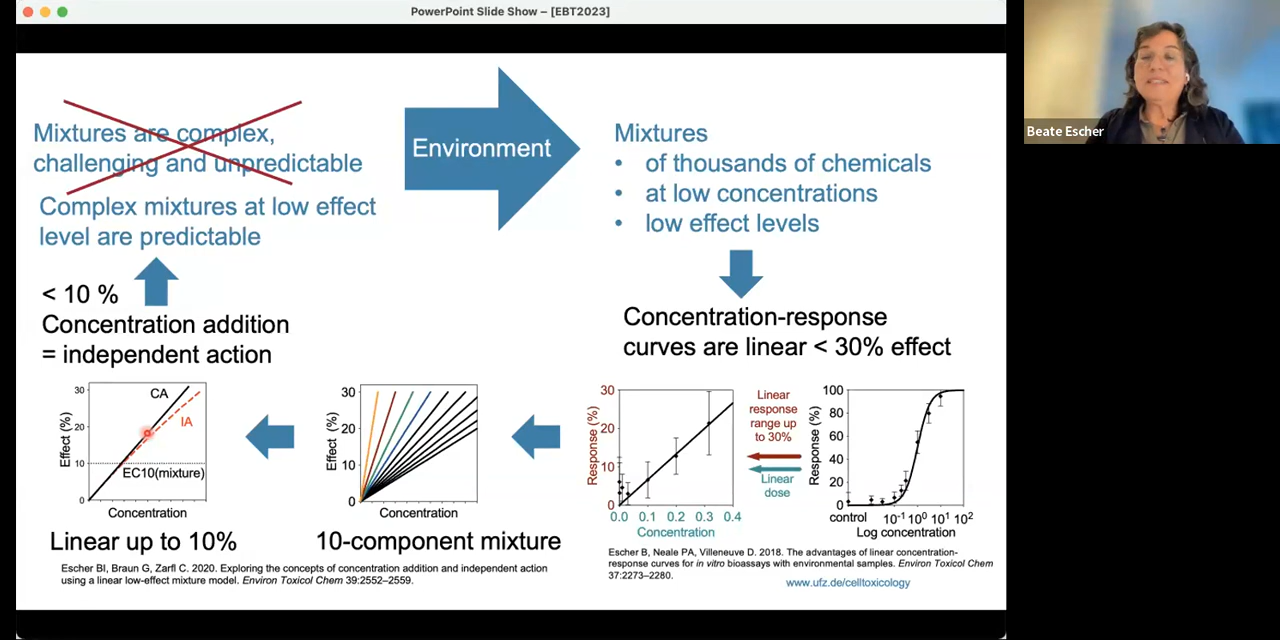 PowerPoint Slide Show – [EBT2023]
Beate Escher
Mixtures are complex,
challenging and unpredictable
Complex mixtures at low effect
level are predictable
Environment
Mixtures
• of thousands of chemicals
• at low concentrations
• low effect levels
Concentration-response
curves are linear < 30% effect
Response (%)
30
20
10
0
0.0 0.1 0.2 0.3 0.4
Concentration
Linear
response
range up
to 30%
Linear
dose
Response (%)
100
80
60
40
20
0
control 10-1 100 101 102
Log concentration
Escher B, Neale PA, Villeneuve D. 2018. The advantages of linear concentration-
response curves for in vitro bioassays with environmental samples. Environ Toxicol Chem
37:2273–2280.
www.ufz.de/celltoxicology
Effect (%)
30
20
10
0
Concentration
10-component mixture
< 10 %
Concentration addition
= independent action
Effect (%)
30
20
10
0
CA
IA
EC10(mixture)
Concentration
Linear up to 10%
Escher BI, Braun G, Zarfl C. 2020. Exploring the concepts of concentration addition and independent action
using a linear low-effect mixture model. Environ Toxicol Chem 39:2552–2559.